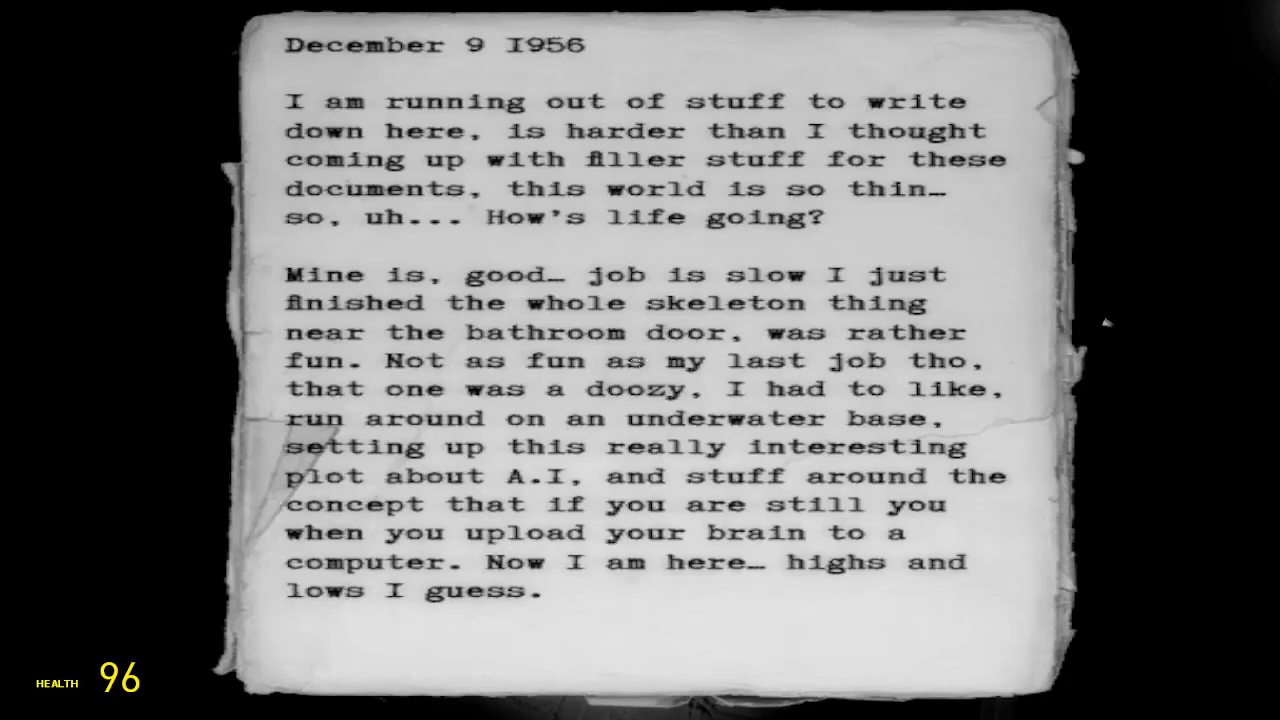 December 9 1956
I am running out of stuff to write
down here, is harder than I thought
coming up with filler stuff for these
documents, this world is so thin…
so, uh... How's life going?
Mine is, good… job is slow I just
finished the whole skeleton thing
near the bathroom door, was rather
fun. Not as fun as my last job tho,
that one was a doozy, I had to like,
run around on an underwater base,
setting up this really interesting
plot about A.I, and stuff around the
concept that if you are still you
when you upload your brain to a
computer. Now I am here… highs and
lows I guess.
HEALTH 96